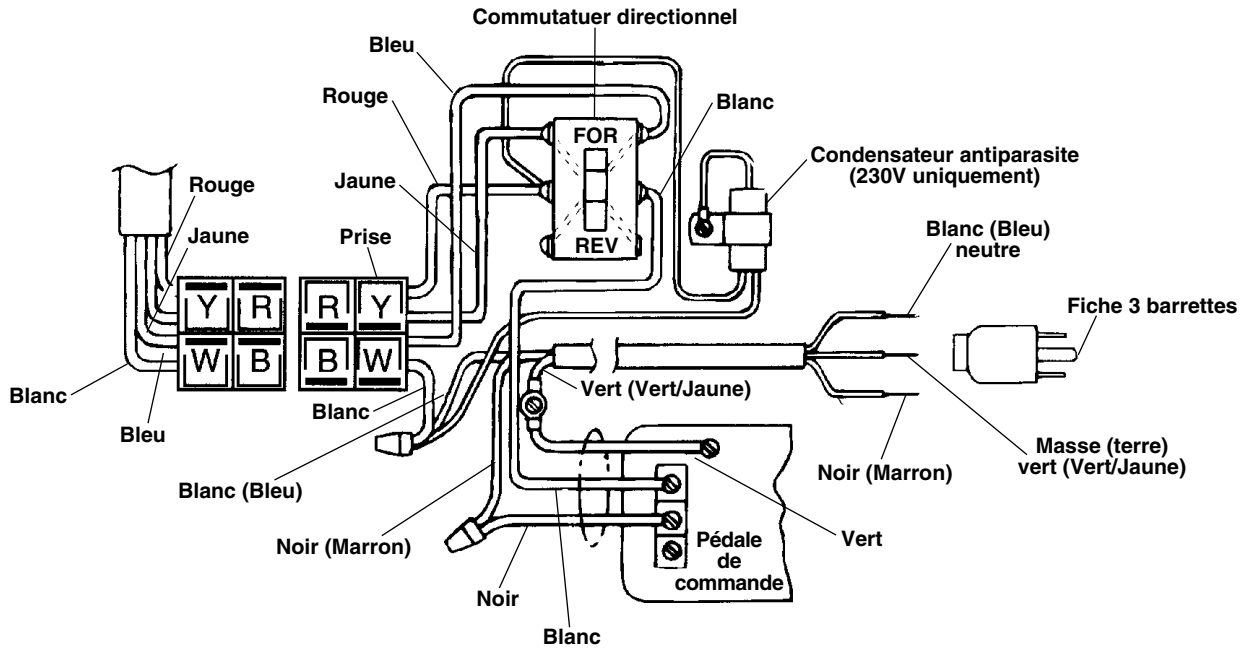 Commutatuer directionnel
Bleu
Rouge
Blanc
FOR
REV
Condensateur antiparasite
(230V uniquement)
Rouge
Jaune
Jaune
Prise
Blanc (Bleu)
neutre
Fiche 3 barrettes
Y R
W B
R Y
B W
Blanc
Bleu
Blanc
Vert (Vert/Jaune)
Blanc (Bleu)
Noir (Marron)
Masse (terre)
vert (Vert/Jaune)
Noir (Marron)
Vert
Pédale
de
commande
Noir
Blanc